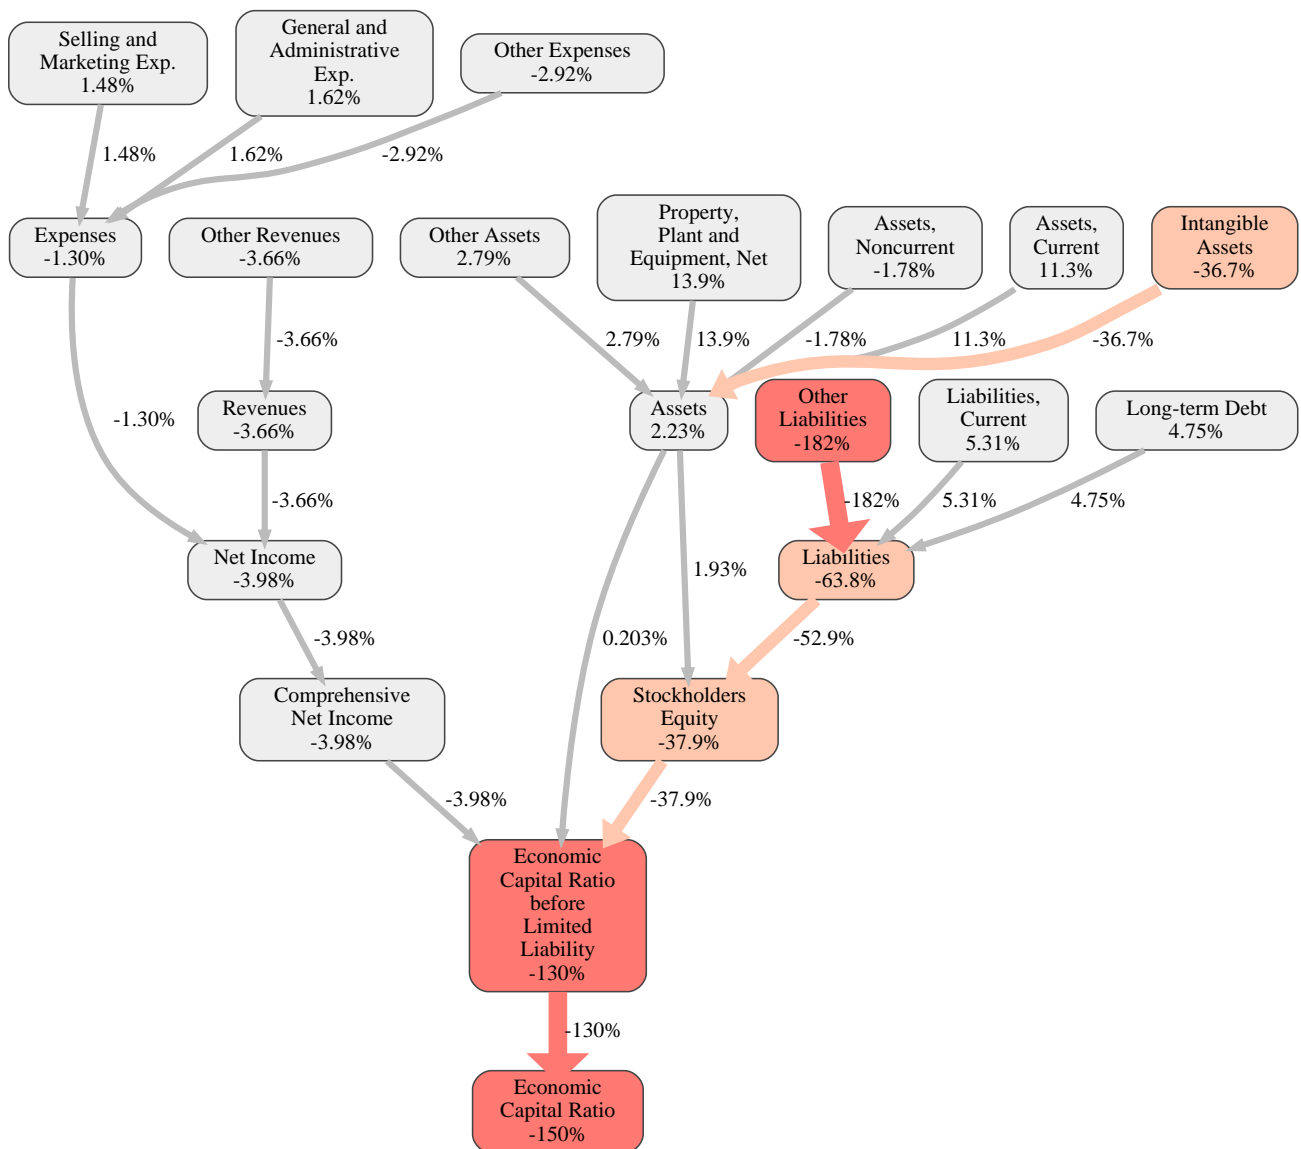 Selling and
Marketing Exp.
1.48%
General and
Administrative
Exp.
1.62%
Other Expenses
-2.92%
1.48%
1.62%
-2.92%
Expenses
-1.30%
Other Revenues
-3.66%
Other Assets
2.79%
Property,
Plant and
Equipment, Net
13.9%
Assets,
Noncurrent
-1.78%
Assets,
Current
11.3%
Intangible
Assets
-36.7%
-3.66%
2.79%
13.9%
-1.78%
11.3%
-36.7%
-1.30%
Revenues
-3.66%
Assets
2.23%
Other
Liabilities
-182%
Liabilities,
Current
5.31%
Long-term Debt
4.75%
-3.66%
-182%
5.31%
4.75%
Net Income
-3.98%
1.93%
Liabilities
-63.8%
-3.98%
0.203%
-52.9%
Comprehensive
Net Income
-3.98%
Stockholders
Equity
-37.9%
-3.98%
-37.9%
Economic
Capital Ratio
before
Limited
Liability
-130%
-130%
Economic
Capital Ratio
-150%